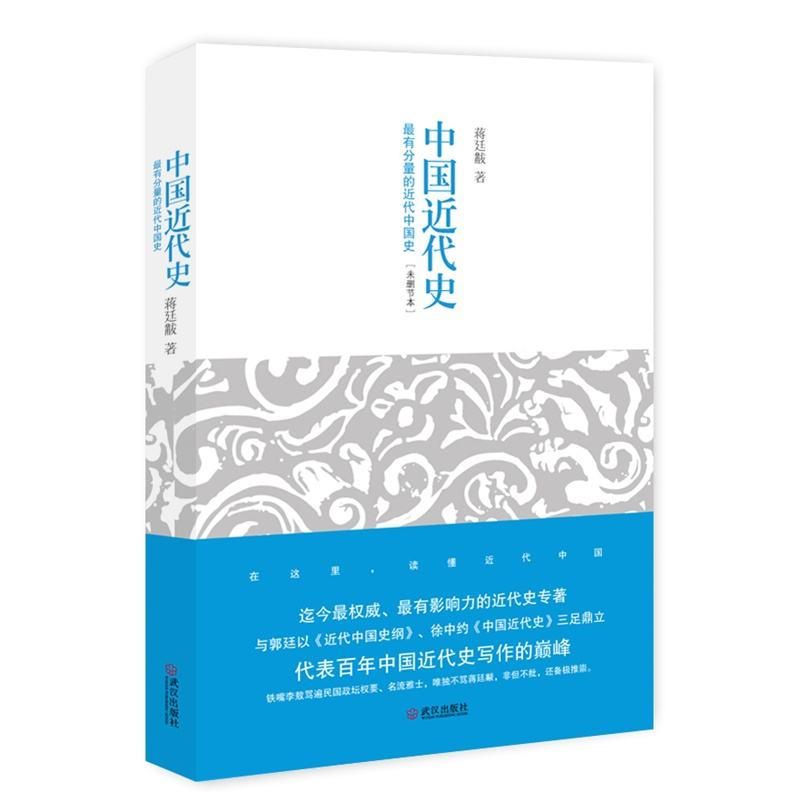 中国近代史
最有分量的近代中国史
蒋廷黻 著
蒋廷黻 著
中国近代史
最有分量的近代中国史
[未删节本]
在这里,读懂近代中国
迄今最权威、最有影响力的近代史专著
与郭廷以《近代中国史纲》、徐中约《中国近代史》三足鼎立
代表百年中国近代史写作的巅峰
铁嘴李敖骂遍民国政坛权要、名流雅士,唯独不骂蒋廷黻,非但不批,还备极推崇。
武汉出版社
武汉出版社